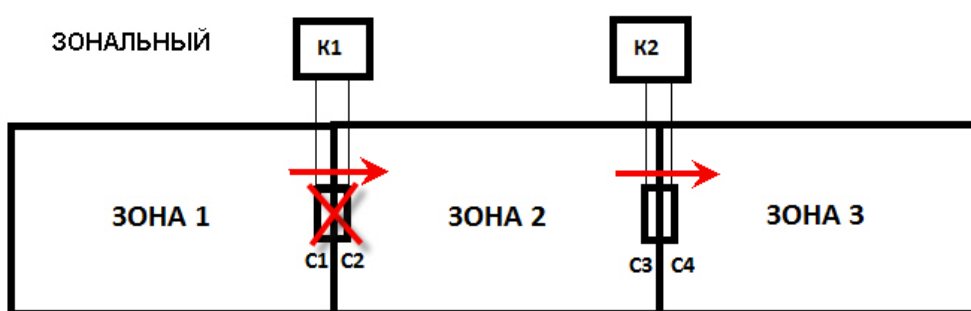 ЗОНАЛЬНЫЙ
К1
К2
ЗОНА 1
ЗОНА 2
ЗОНА 3
С1 С2
С3 С4